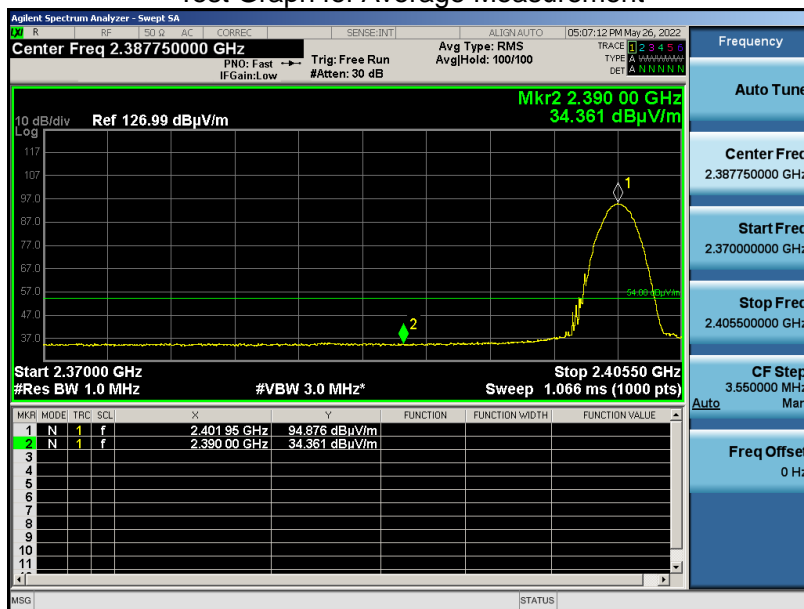 Test Graph for Average Measurement
Agilent Spectrum Analyzer - Swept SA
LXI R RF 50 Ω AC CORREC SENSE:INT ALIGN AUTO 05:07:12 PM May 26, 2022
Center Freq 2.387750000 GHz
PNO: Fast
IFGain:Low
Trig: Free Run
#Atten: 30 dB
Avg Type: RMS
Avg|Hold: 100/100
TRACE 1 2 3 4 5 6
TYPE A WWWWW
DET A N N N N N
Mkr2 2.390 00 GHz
34.361 dBµV/m
10 dB/div Ref 126.99 dBµV/m
Log
117
107
97.0
87.0
77.0
67.0
57.0
47.0
37.0
1
54.00 dBµV/m
2
Start 2.37000 GHz Stop 2.40550 GHz
#Res BW 1.0 MHz #VBW 3.0 MHz* Sweep 1.066 ms (1000 pts)
MKR MODE TRC SCL X Y FUNCTION FUNCTION WIDTH FUNCTION VALUE
1 N 1 f 2.401 95 GHz 94.876 dBµV/m
2 N 1 f 2.390 00 GHz 34.361 dBµV/m
3
4
5
6
7
8
9
10
11
MSG STATUS
Frequency
Auto Tune
Center Freq
2.387750000 GHz
Start Freq
2.370000000 GHz
Stop Freq
2.405500000 GHz
CF Step
3.550000 MHz
Auto Man
Freq Offset
0 Hz